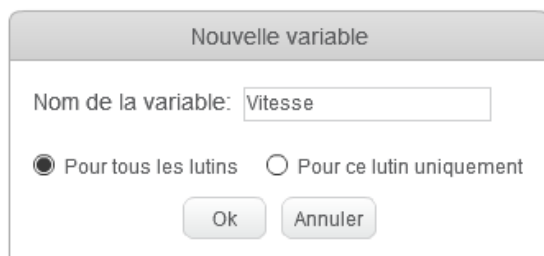 Nouvelle variable
Nom de la variable: Vitesse
Pour tous les lutins Pour ce lutin uniquement
Ok Annuler